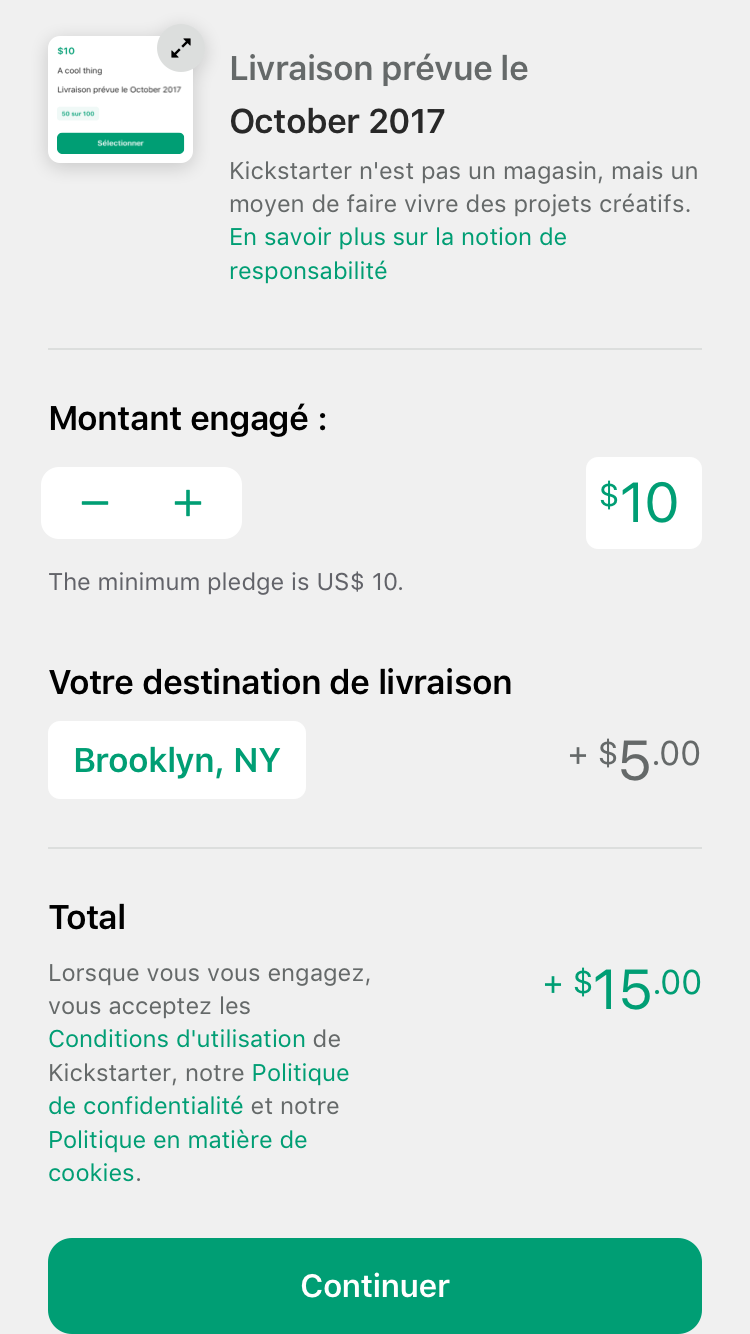 $10
A cool thing
Livraison prévue le October 2017
50 sur 100
Sélectionner
Livraison prévue le
October 2017
Kickstarter n'est pas un magasin, mais un
moyen de faire vivre des projets créatifs.
En savoir plus sur la notion de
responsabilité
Montant engagé :
− +
$10
The minimum pledge is US$ 10.
Votre destination de livraison
Brooklyn, NY
+ $5.00
Total
Lorsque vous vous engagez,
vous acceptez les
Conditions d'utilisation de
Kickstarter, notre Politique
de confidentialité et notre
Politique en matière de
cookies.
+ $15.00
Continuer